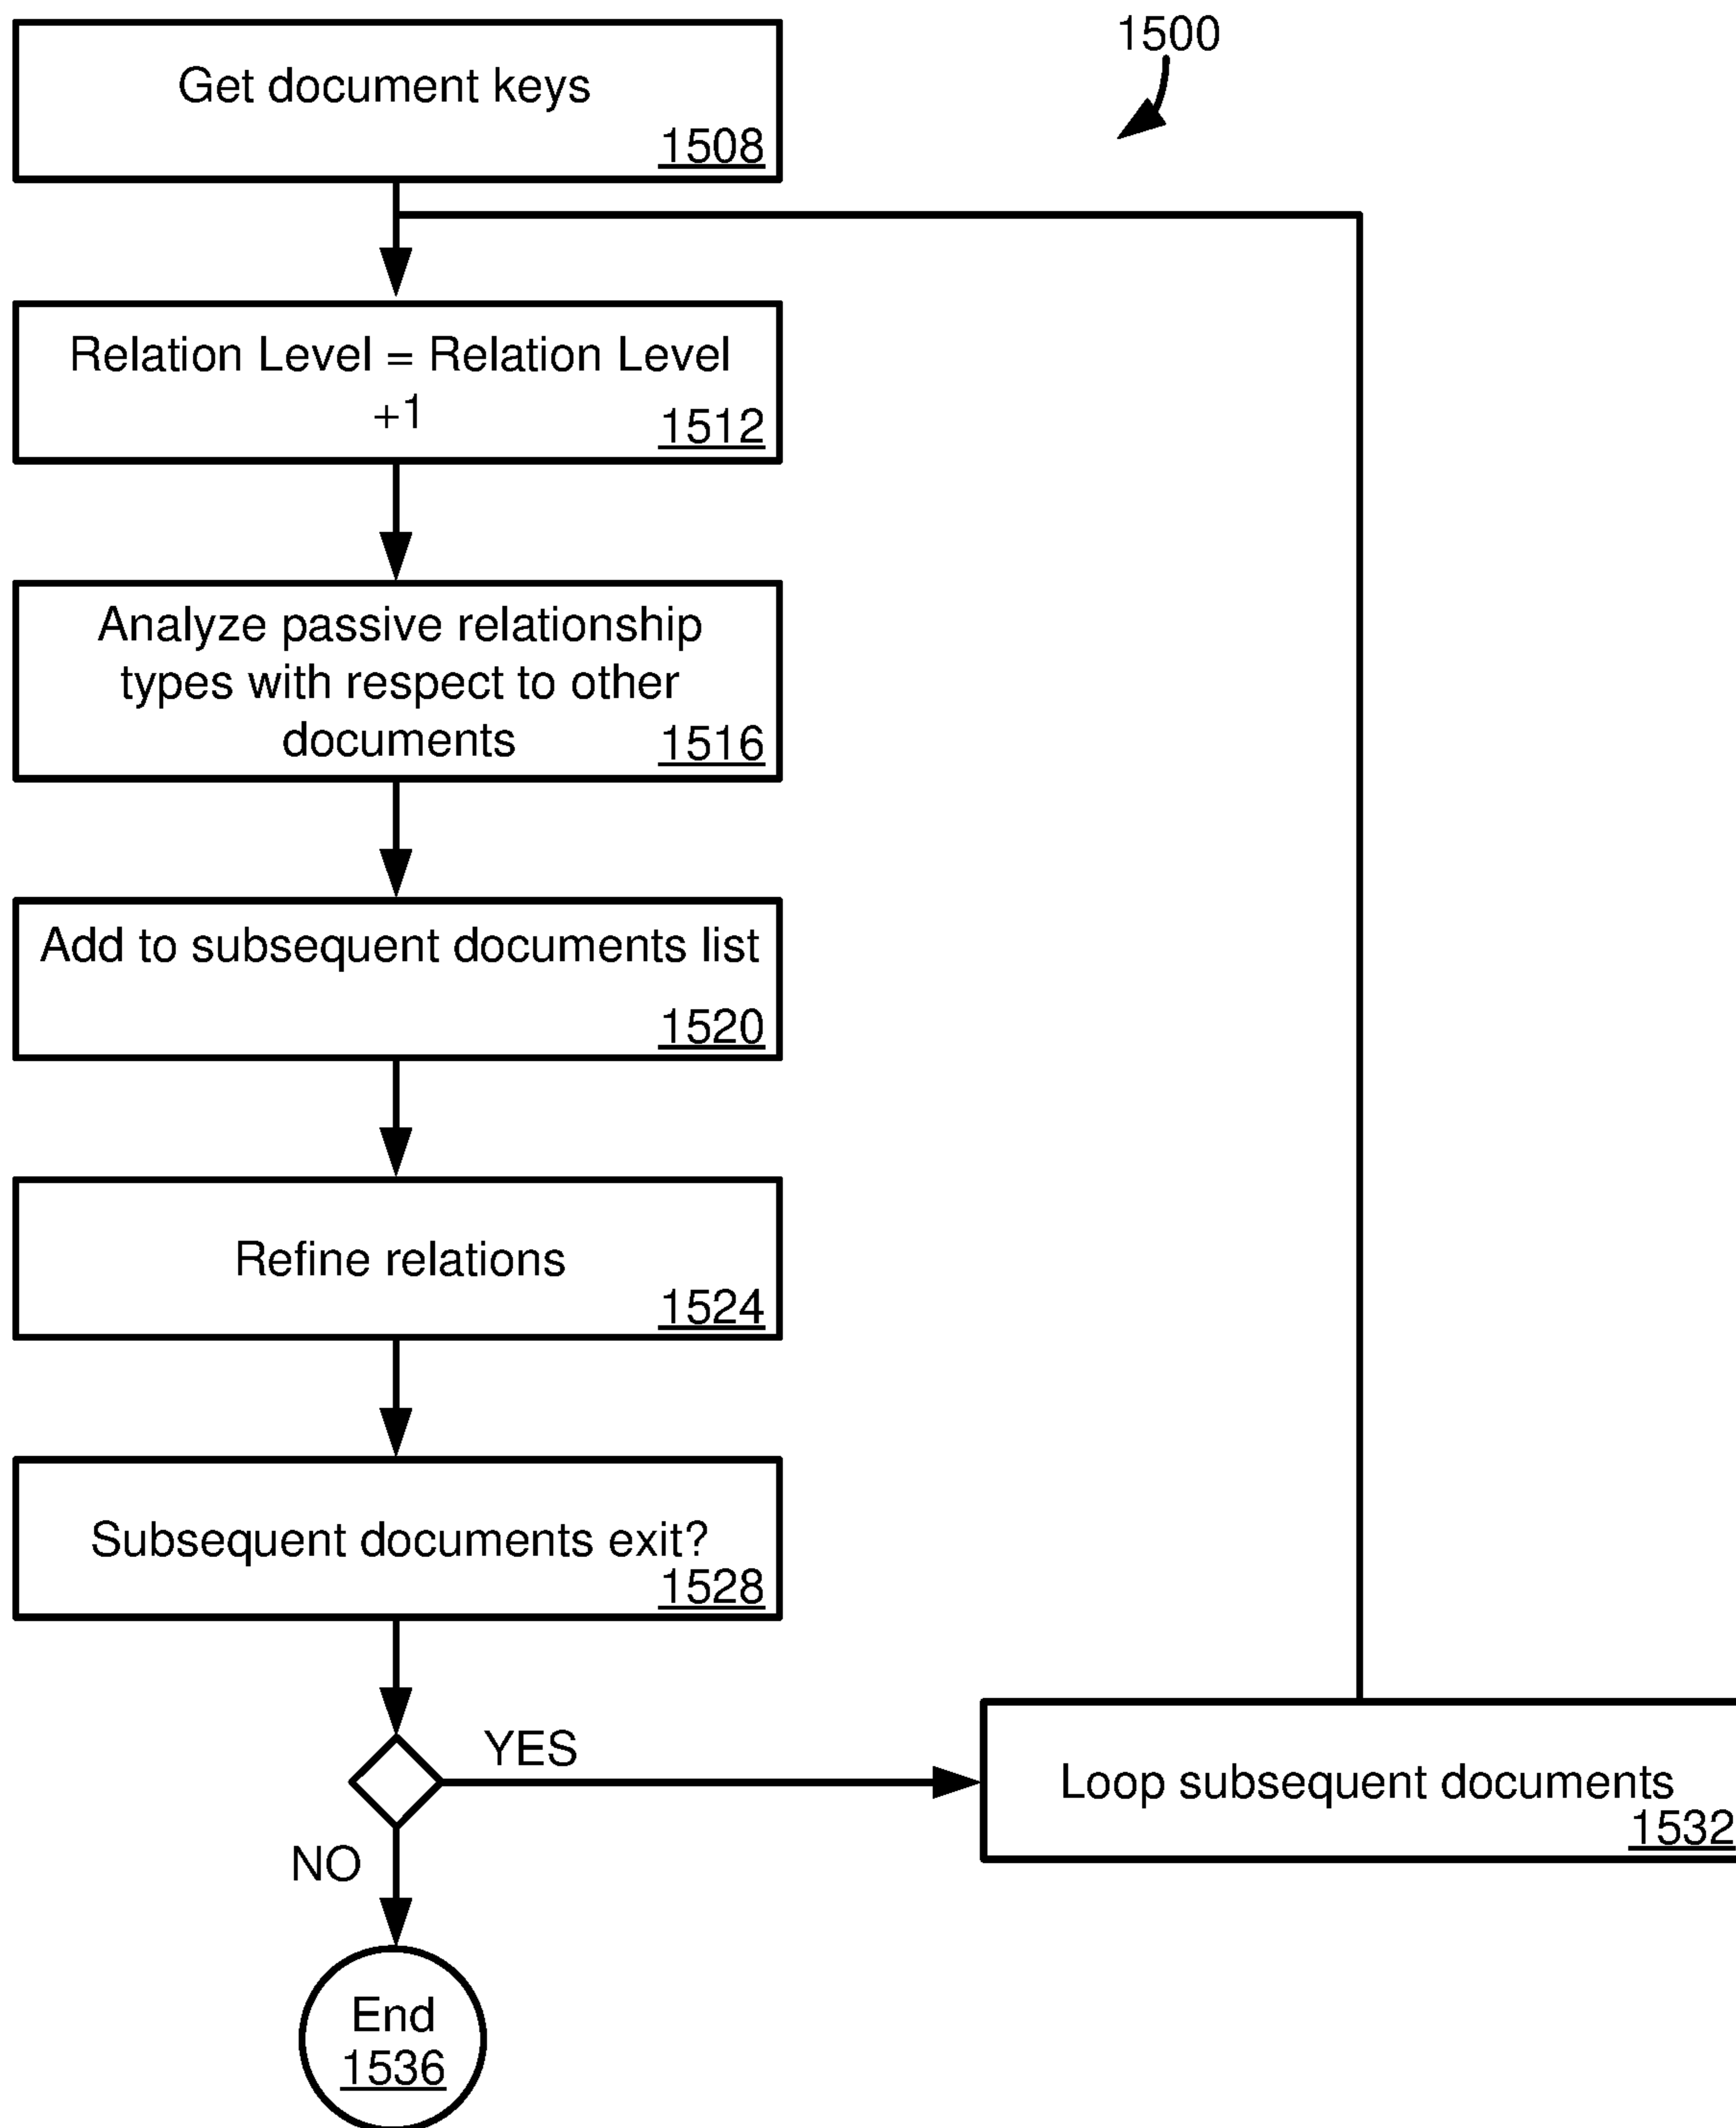 1500
Get document keys
1508
Relation Level = Relation Level
+1
1512
Analyze passive relationship
types with respect to other
documents
1516
Add to subsequent documents list
1520
Refine relations
1524
Subsequent documents exit?
1528
YES
Loop subsequent documents
1532
NO
End
1536